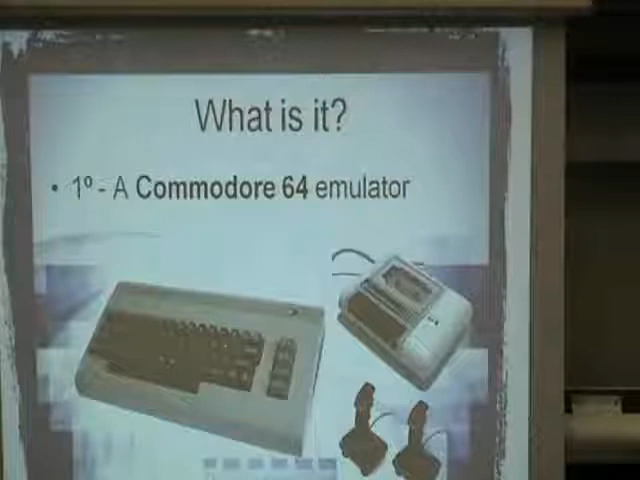 What is it?
• 1º - A Commodore 64 emulator